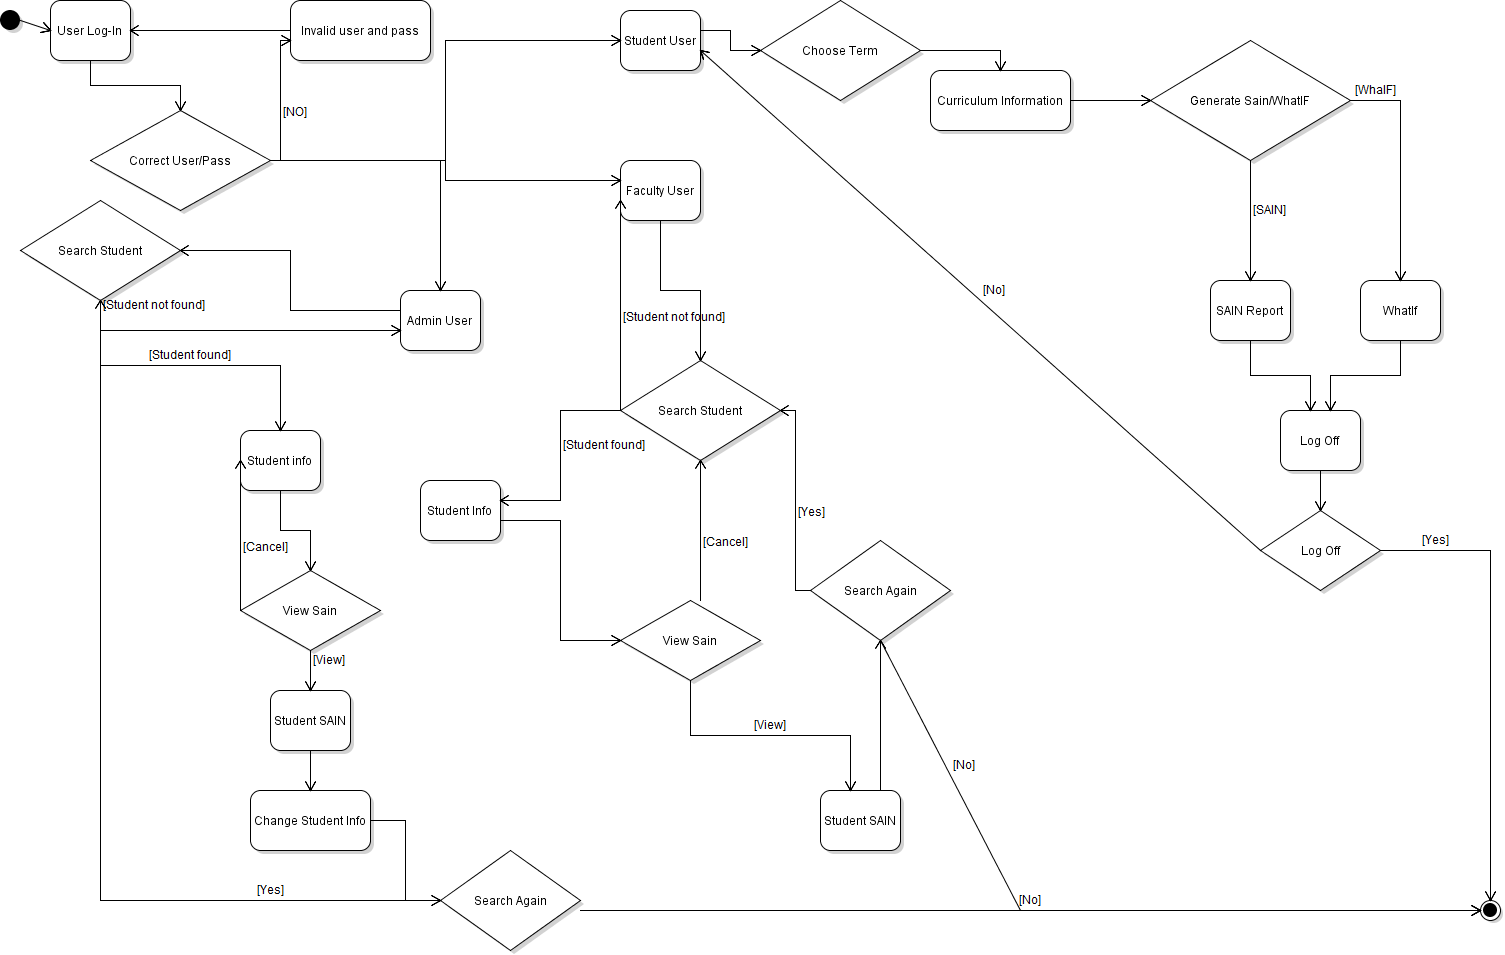 User Log-In
Invalid user and pass
Student User
Choose Term
Curriculum Information
Generate Sain/WhatIF
[WhaIF]
[NO]
Correct User/Pass
Faculty User
[SAIN]
Search Student
[No]
[Student not found]
Admin User
[Student not found]
SAIN Report
WhatIf
[Student found]
Search Student
[Student found]
Log Off
Student info
Student Info
[Yes]
[Cancel]
[Cancel]
[Yes]
Log Off
View Sain
Search Again
View Sain
[View]
Student SAIN
[View]
[No]
Change Student Info
Student SAIN
[Yes]
Search Again
[No]